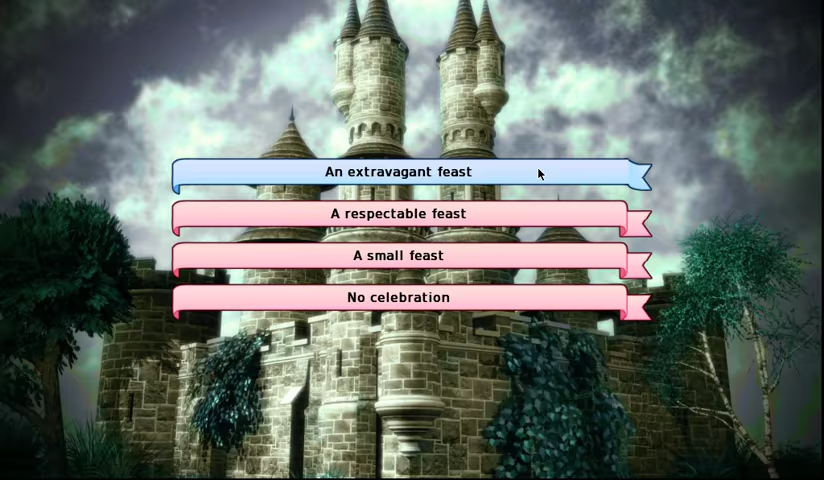 An extravagant feast
A respectable feast
A small feast
No celebration